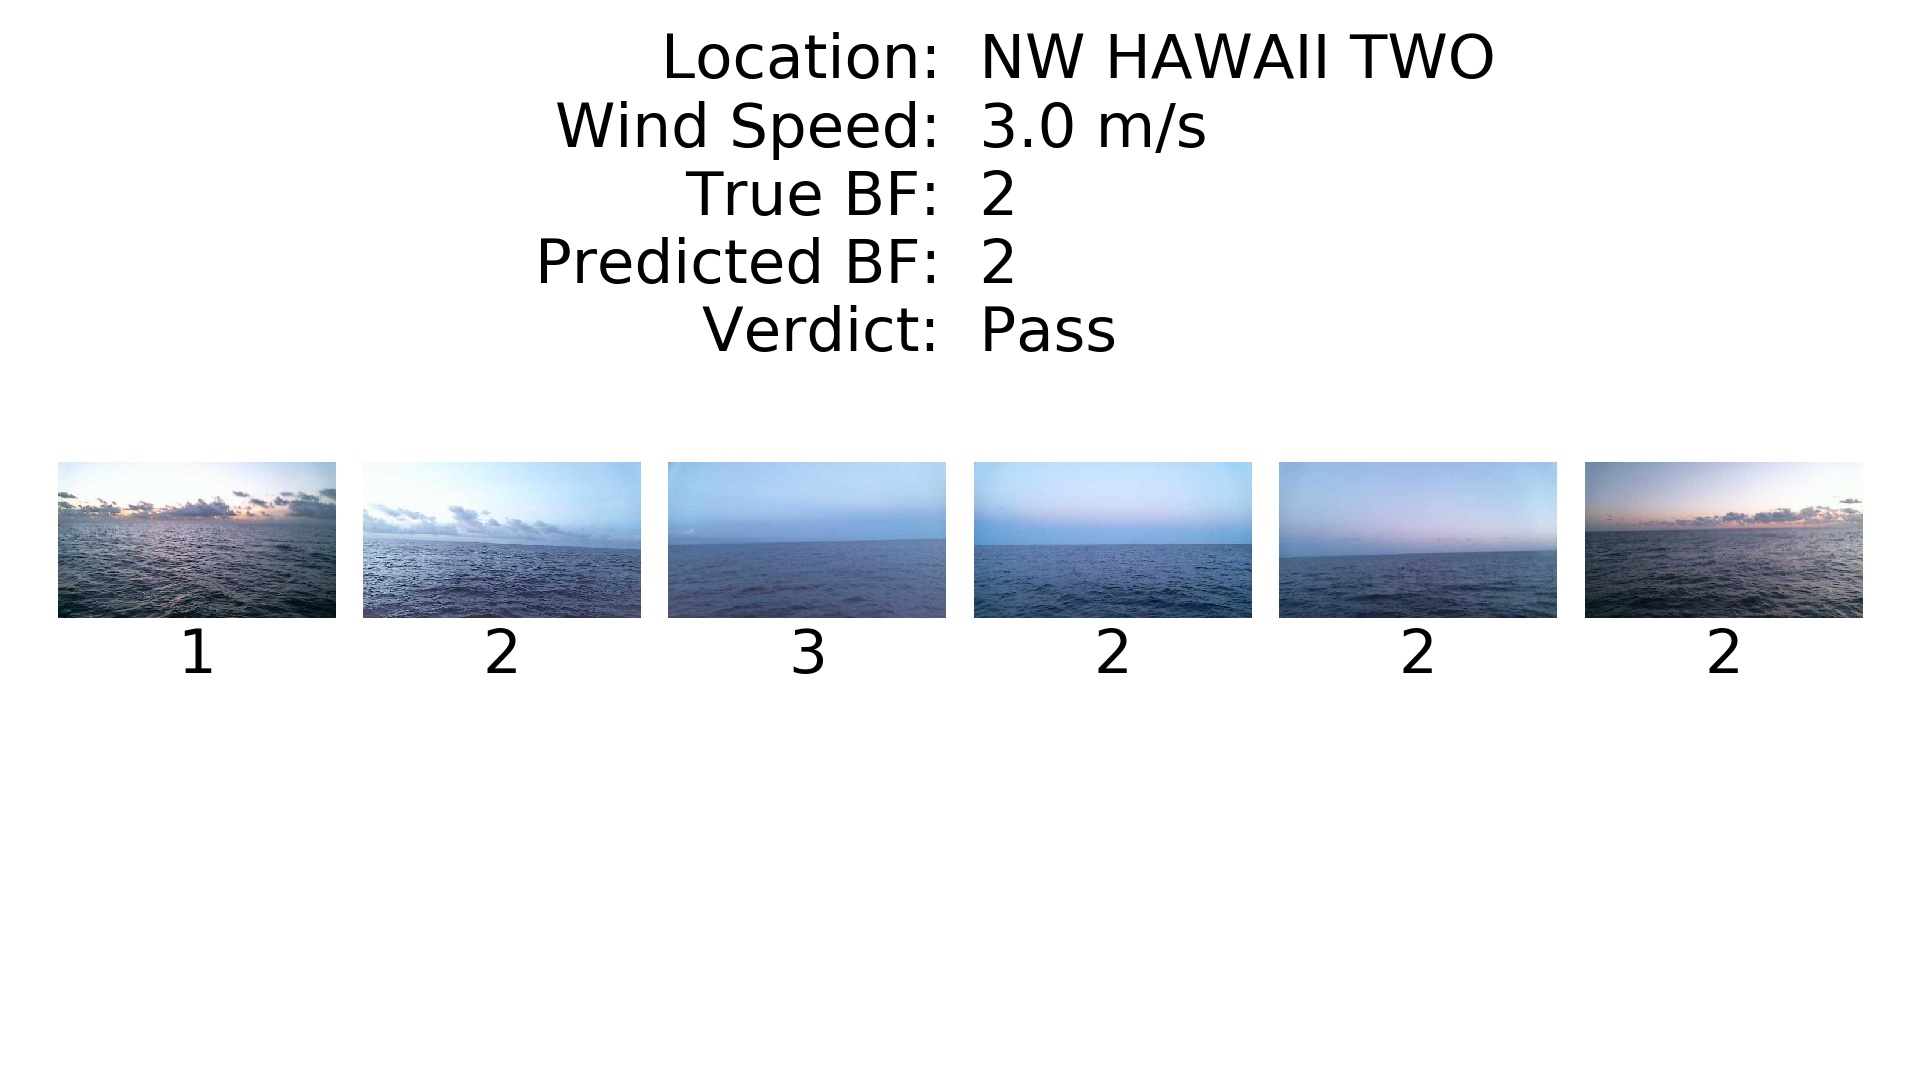 Location: NW HAWAII TWO
Wind Speed: 3.0 m/s
True BF: 2
Predicted BF: 2
Verdict: Pass
1 2 3 2 2 2